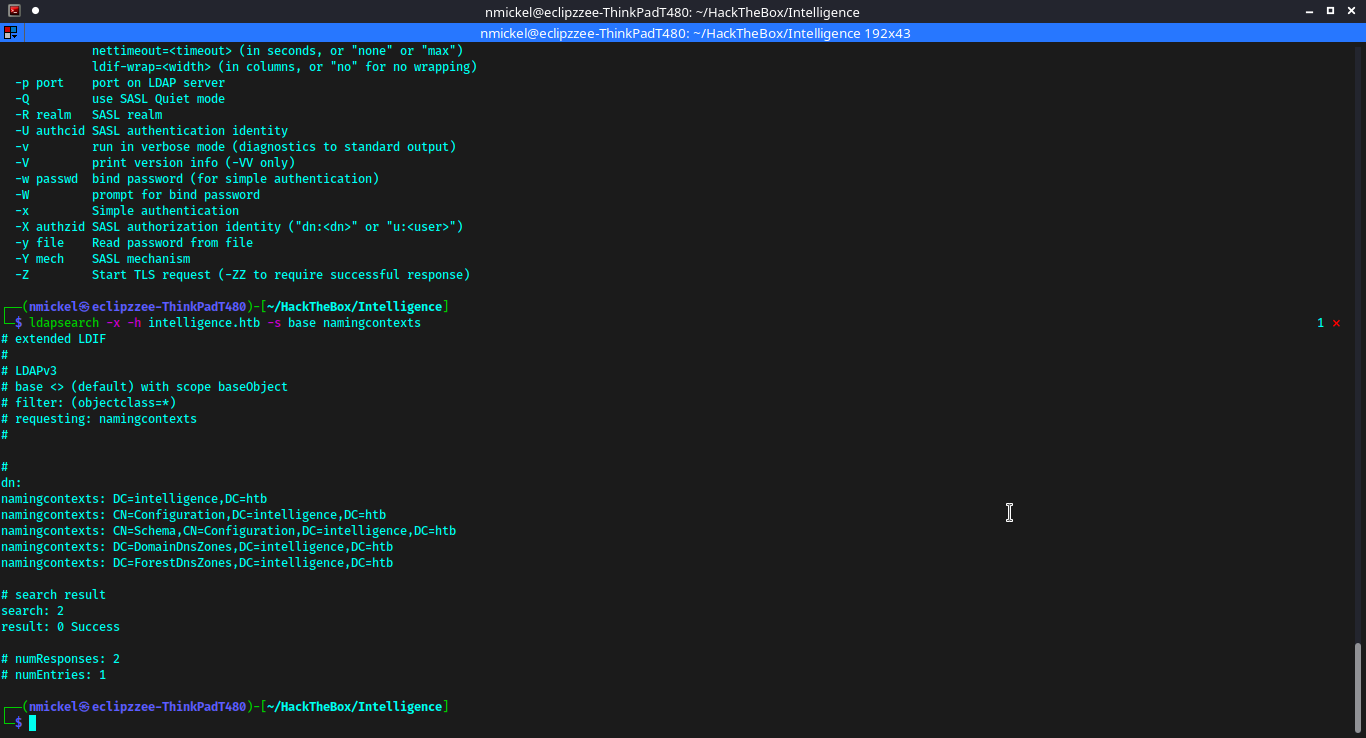 nmickel@eclipzzee-ThinkPadT480: ~/HackTheBox/Intelligence
nmickel@eclipzzee-ThinkPadT480: ~/HackTheBox/Intelligence 192x43
nettimeout=<timeout> (in seconds, or "none" or "max")
ldif-wrap=<width> (in columns, or "no" for no wrapping)
-p port    port on LDAP server
-Q         use SASL Quiet mode
-R realm   SASL realm
-U authcid SASL authentication identity
-v         run in verbose mode (diagnostics to standard output)
-V         print version info (-VV only)
-w passwd  bind password (for simple authentication)
-W         prompt for bind password
-x         Simple authentication
-X authzid SASL authorization identity ("dn:<dn>" or "u:<user>")
-y file    Read password from file
-Y mech    SASL mechanism
-Z         Start TLS request (-ZZ to require successful response)
┌──(nmickel㉿eclipzzee-ThinkPadT480)-[~/HackTheBox/Intelligence]
└─$ ldapsearch -x -h intelligence.htb -s base namingcontexts 1 ⨯
# extended LDIF
#
# LDAPv3
# base <> (default) with scope baseObject
# filter: (objectclass=*)
# requesting: namingcontexts
#
#
dn:
namingcontexts: DC=intelligence,DC=htb
namingcontexts: CN=Configuration,DC=intelligence,DC=htb
namingcontexts: CN=Schema,CN=Configuration,DC=intelligence,DC=htb
namingcontexts: DC=DomainDnsZones,DC=intelligence,DC=htb
namingcontexts: DC=ForestDnsZones,DC=intelligence,DC=htb
# search result
search: 2
result: 0 Success
# numResponses: 2
# numEntries: 1
┌──(nmickel㉿eclipzzee-ThinkPadT480)-[~/HackTheBox/Intelligence]
└─$